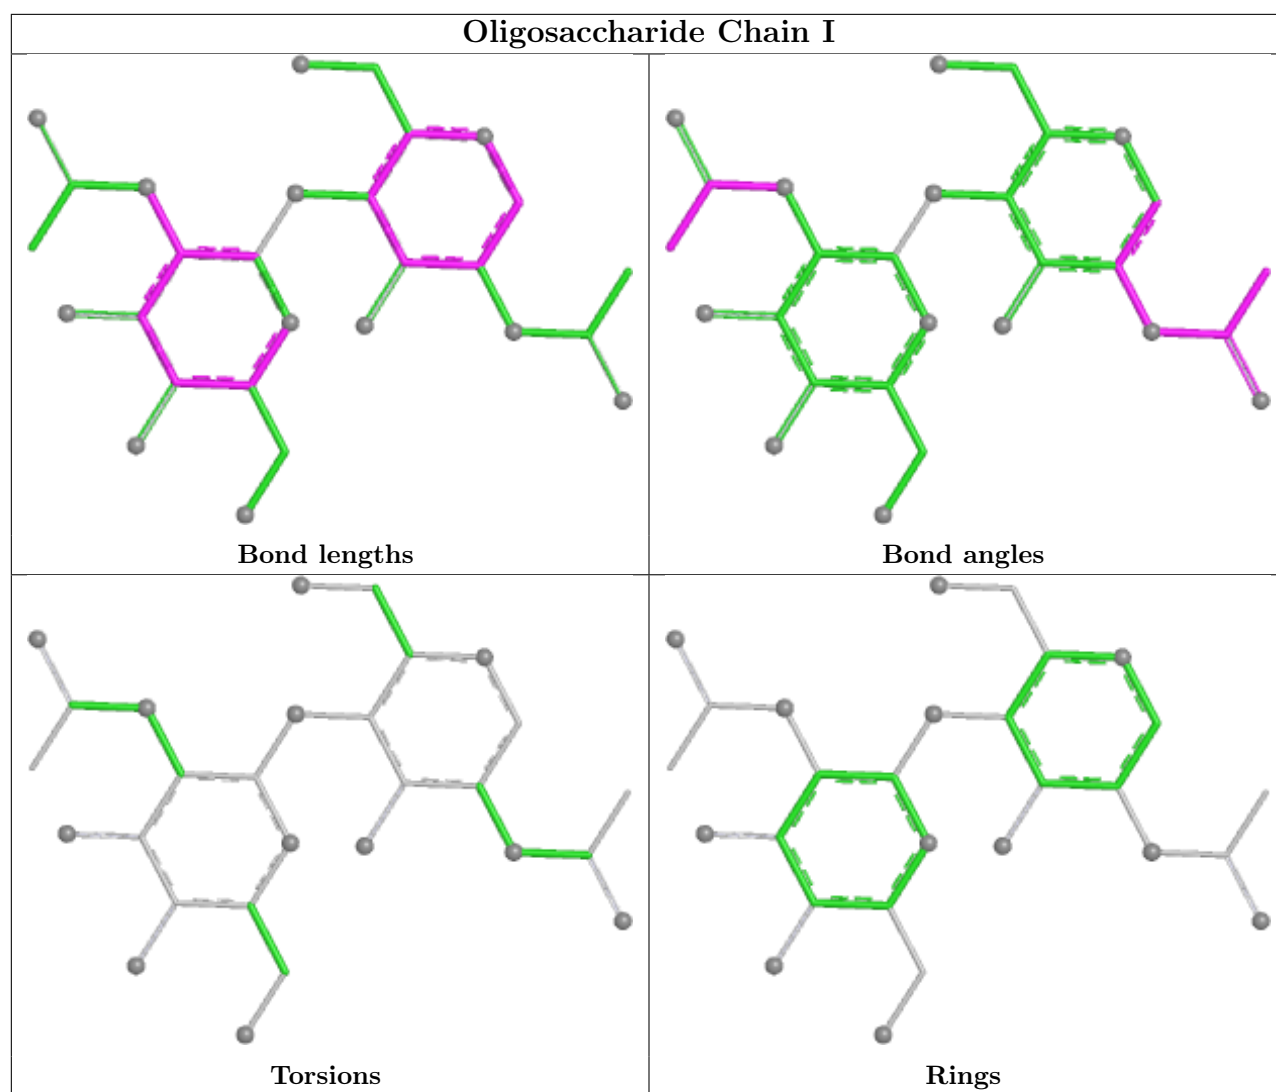 Oligosaccharide Chain I
Bond lengths
Bond angles
Torsions
Rings